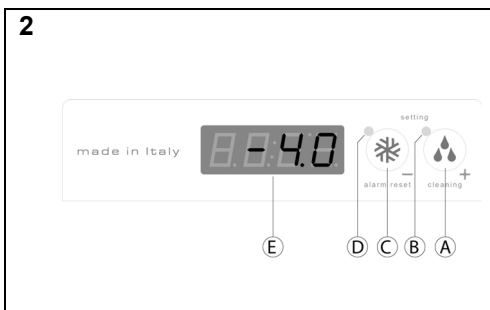 2
setting
made in Italy
-4.0
alarm reset − cleaning +
E D C B A